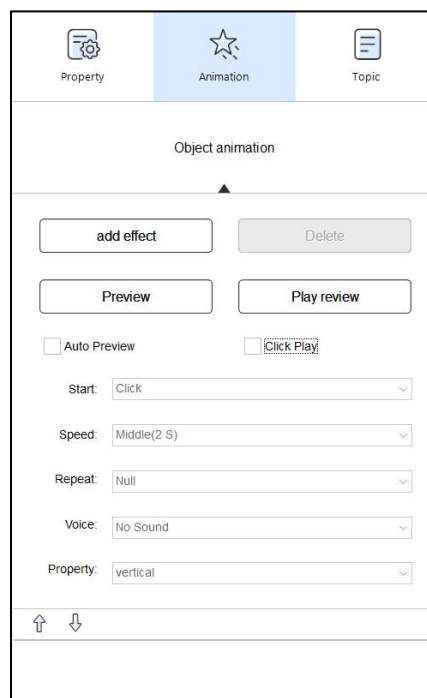 Property Animation Topic
Object animation
add effect Delete
Preview Play review
Auto Preview Click Play
Start: Click
Speed: Middle(2 S)
Repeat: Null
Voice: No Sound
Property: vertical